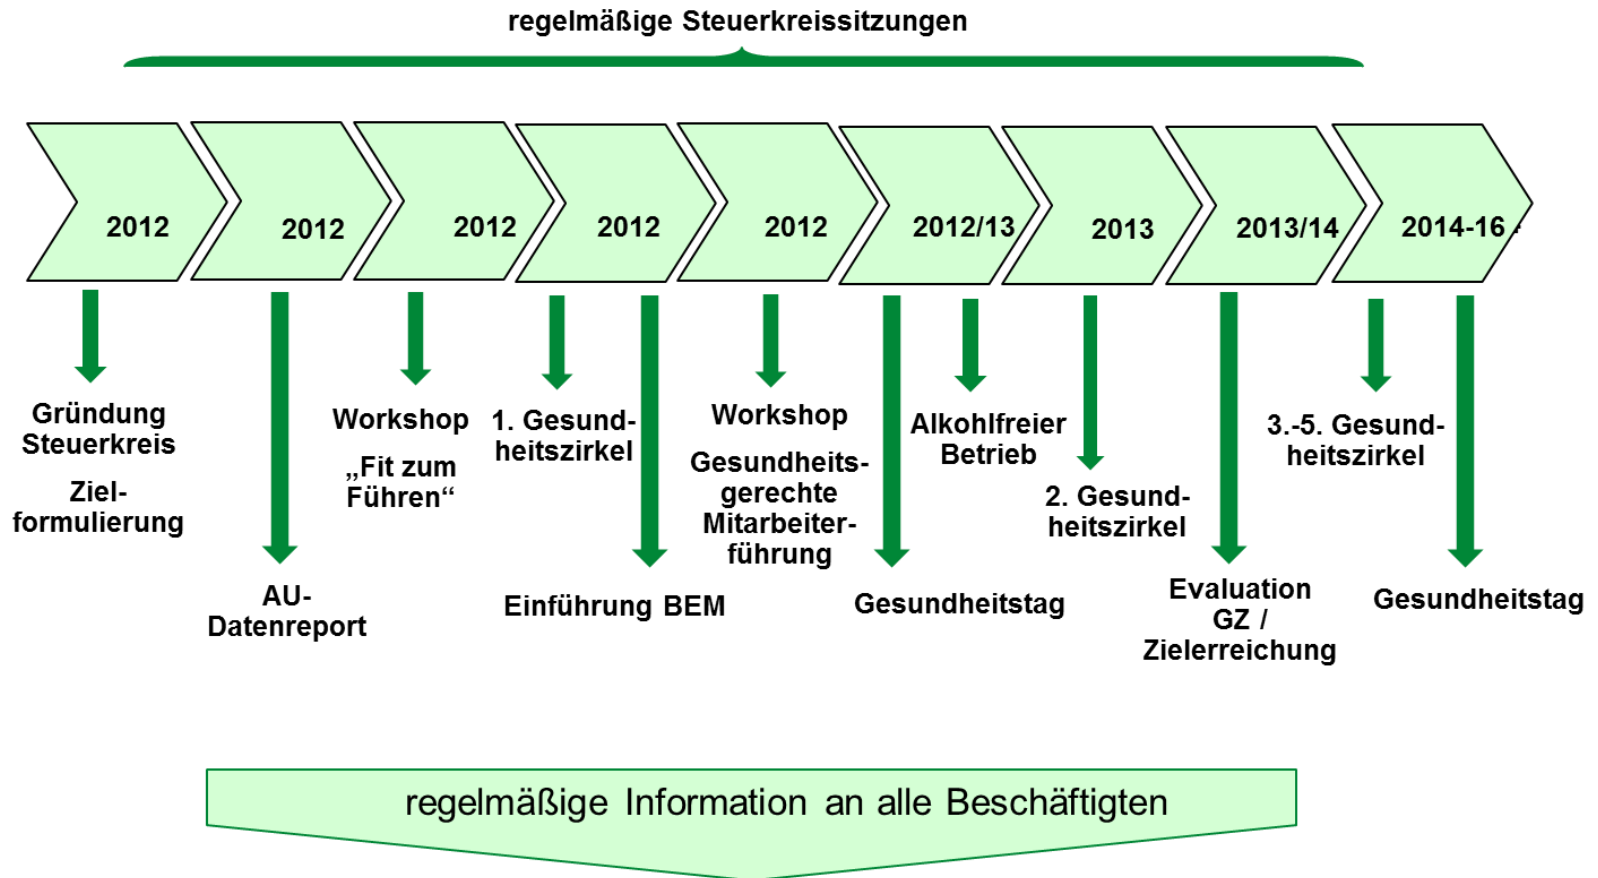 regelmäßige Steuerkreissitzungen
2012
2012
2012
2012
2012
2012/13
2013
2013/14
2014-16
Gründung
Steuerkreis
Ziel-
formulierung
AU-
Datenreport
Workshop
„Fit zum
Führen“
1. Gesund-
heitszirkel
Einführung BEM
Workshop
Gesundheits-
gerechte
Mitarbeiter-
führung
Gesundheitstag
Alkohlfreier
Betrieb
2. Gesund-
heitszirkel
Evaluation
GZ /
Zielerreichung
3.-5. Gesund-
heitszirkel
Gesundheitstag
regelmäßige Information an alle Beschäftigten